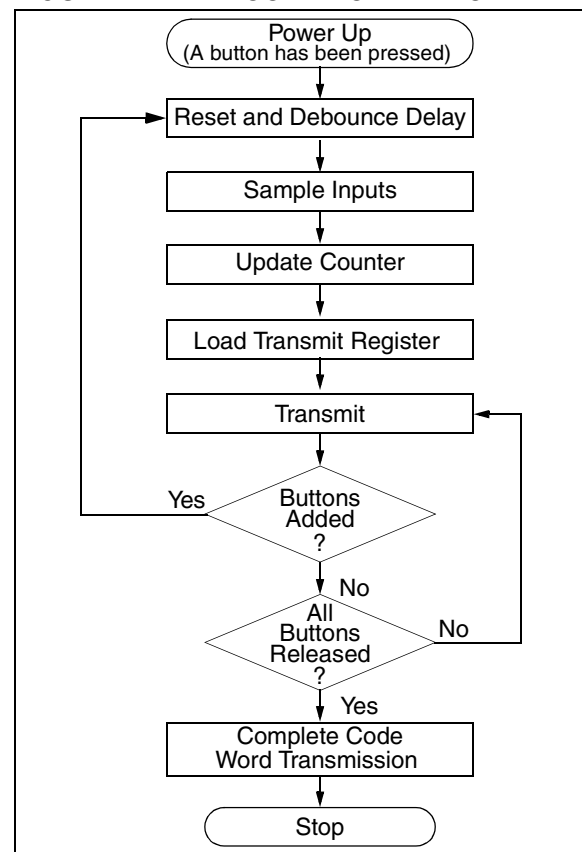 Power Up
(A button has been pressed)
Reset and Debounce Delay
Sample Inputs
Update Counter
Load Transmit Register
Transmit
Yes
Buttons
Added
?
No
All
Buttons
Released
?
No
Yes
Complete Code
Word Transmission
Stop